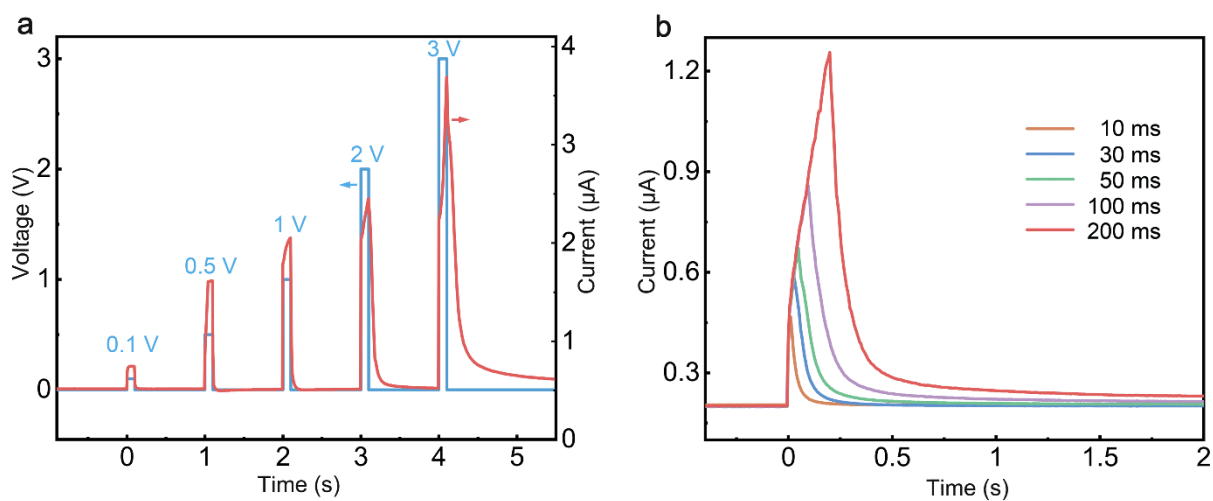 a
Voltage (V)
3
2
1
0
0.1 V
0.5 V
1 V
2 V
3 V
4
3
2
1
0
Current (µA)
0 1 2 3 4 5
Time (s)
b
Current (µA)
1.2
0.9
0.6
0.3
10 ms
30 ms
50 ms
100 ms
200 ms
0 0.5 1 1.5 2
Time (s)